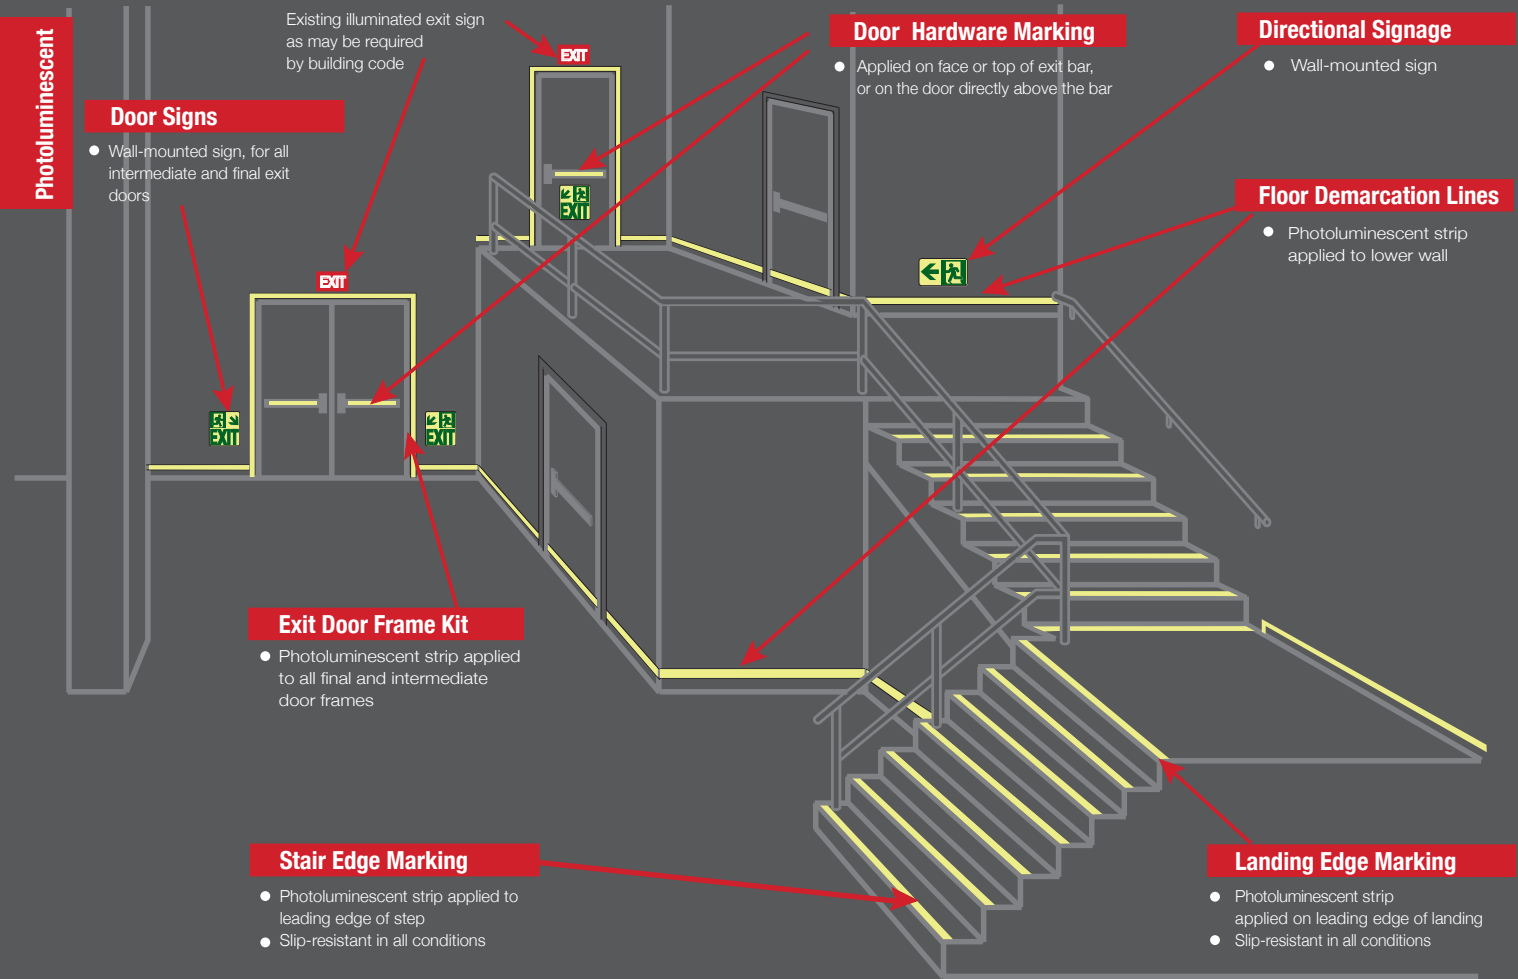 Photoluminescent
Existing illuminated exit sign
as may be required
by building code
EXIT
Door Hardware Marking
Applied on face or top of exit bar,
or on the door directly above the bar
Directional Signage
Wall-mounted sign
Door Signs
Wall-mounted sign, for all
intermediate and final exit
doors
EXIT
Floor Demarcation Lines
Photoluminescent strip
applied to lower wall
EXIT
EXIT
EXIT
Exit Door Frame Kit
Photoluminescent strip applied
to all final and intermediate
door frames
Stair Edge Marking
Photoluminescent strip applied to
leading edge of step
Slip-resistant in all conditions
Landing Edge Marking
Photoluminescent strip
applied on leading edge of landing
Slip-resistant in all conditions